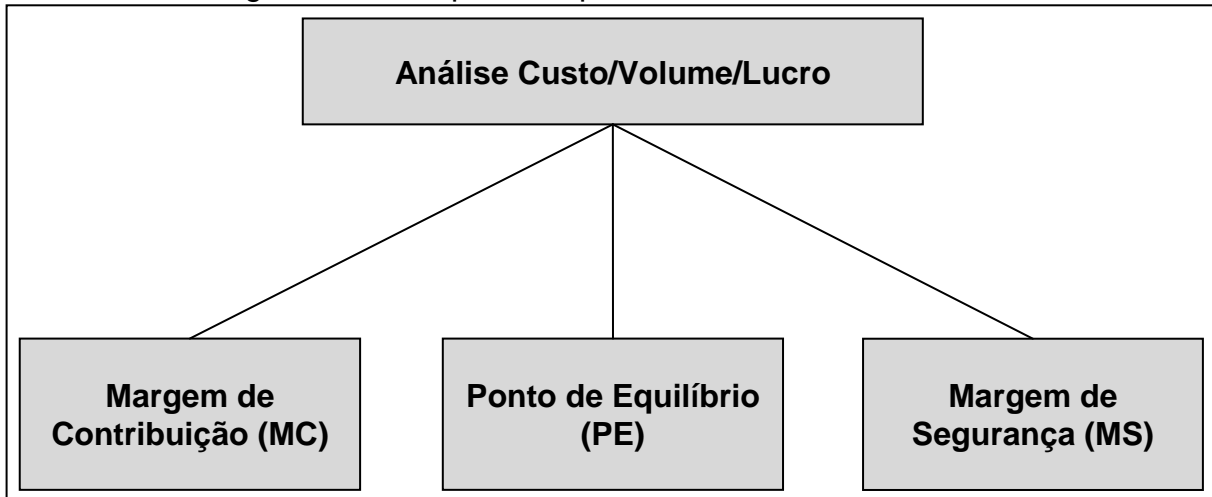 Análise Custo/Volume/Lucro
Margem de
Contribuição (MC)
Ponto de Equilíbrio
(PE)
Margem de
Segurança (MS)